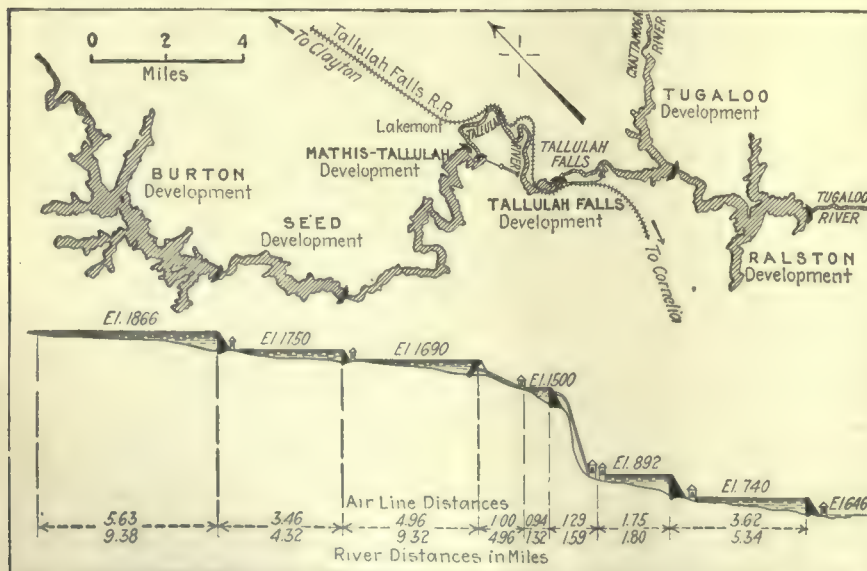 0 2 4
Miles
Tallulah Falls R.R
To Clayton
CHATTAMOOGA
RIVER
TUGALOO
Development
Lakemont
TALLULAH
RIVER
TALLULAH
FALLS
MATHIS-TALLULAH
Development
BURTON
Development
SEED
Development
TALLULAH FALLS
Development
TUGALOO
RIVER
RALSTON
Development
To Cornelia
El. 1866
El. 1750
El. 1690
El. 1500
El. 892
El. 740
El 646
Air Line Distances
5.63 3.46 4.96 1.00 0.94 1.29 1.75 3.62
9.38 4.32 9.32 4.96 1.32 1.59 1.80 5.34
River Distances in Miles